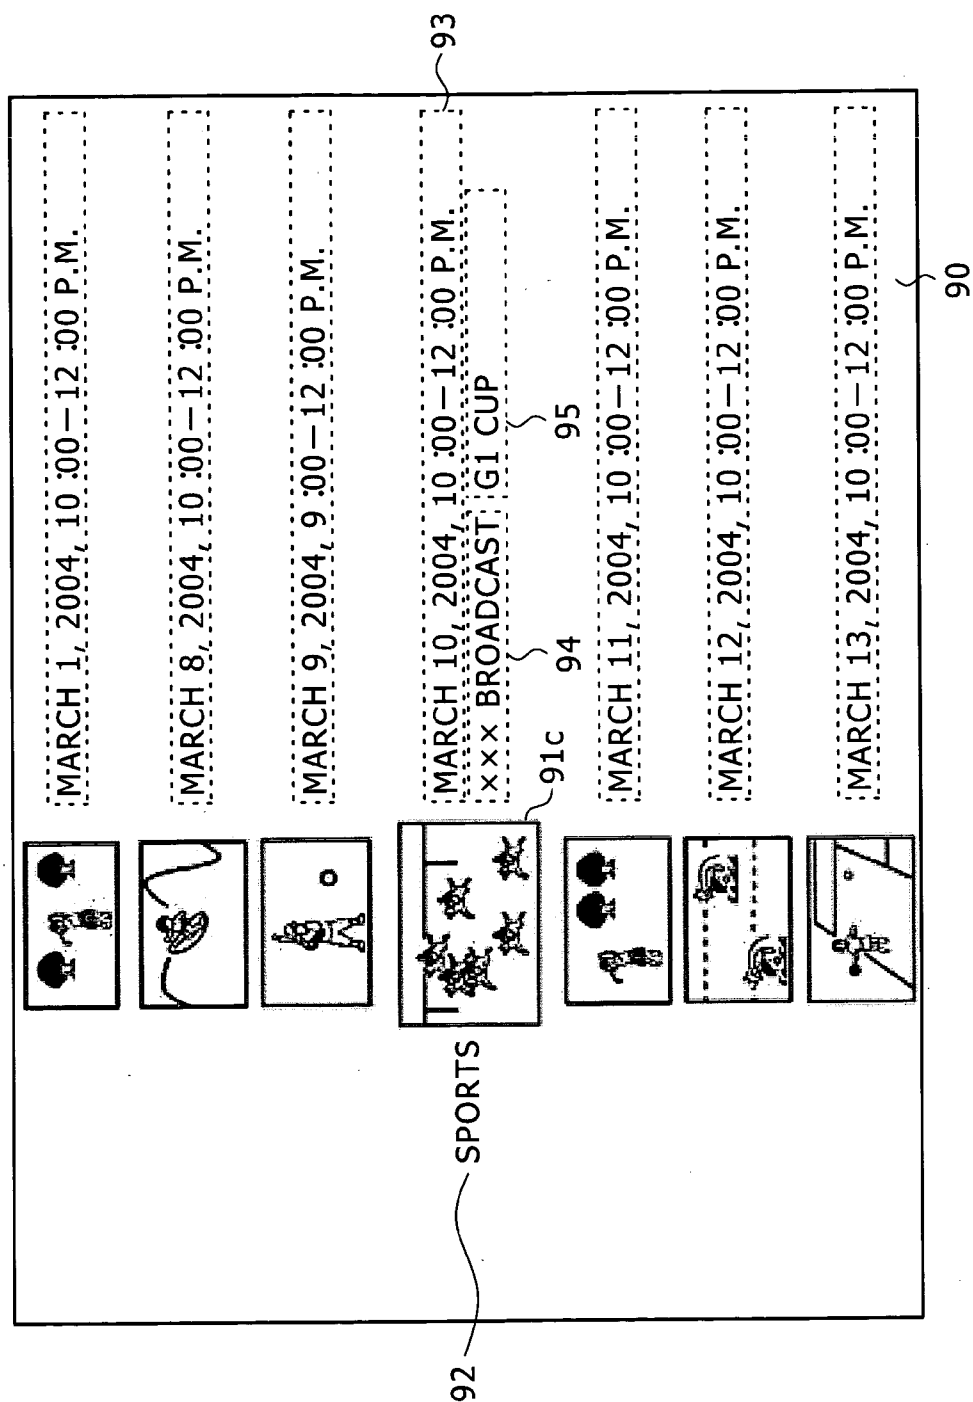 MARCH 1, 2004, 10 :00–12 :00 P.M.
MARCH 8, 2004, 10 :00–12 :00 P.M.
MARCH 9, 2004, 9 :00–12 :00 P.M.
93
SPORTS
MARCH 10, 2004, 10 :00–12 :00 P.M.
××× BROADCAST G1 CUP
92
91c
94
95
MARCH 11, 2004, 10 :00–12 :00 P.M.
MARCH 12, 2004, 10 :00–12 :00 P.M.
MARCH 13, 2004, 10 :00–12 :00 P.M.
90